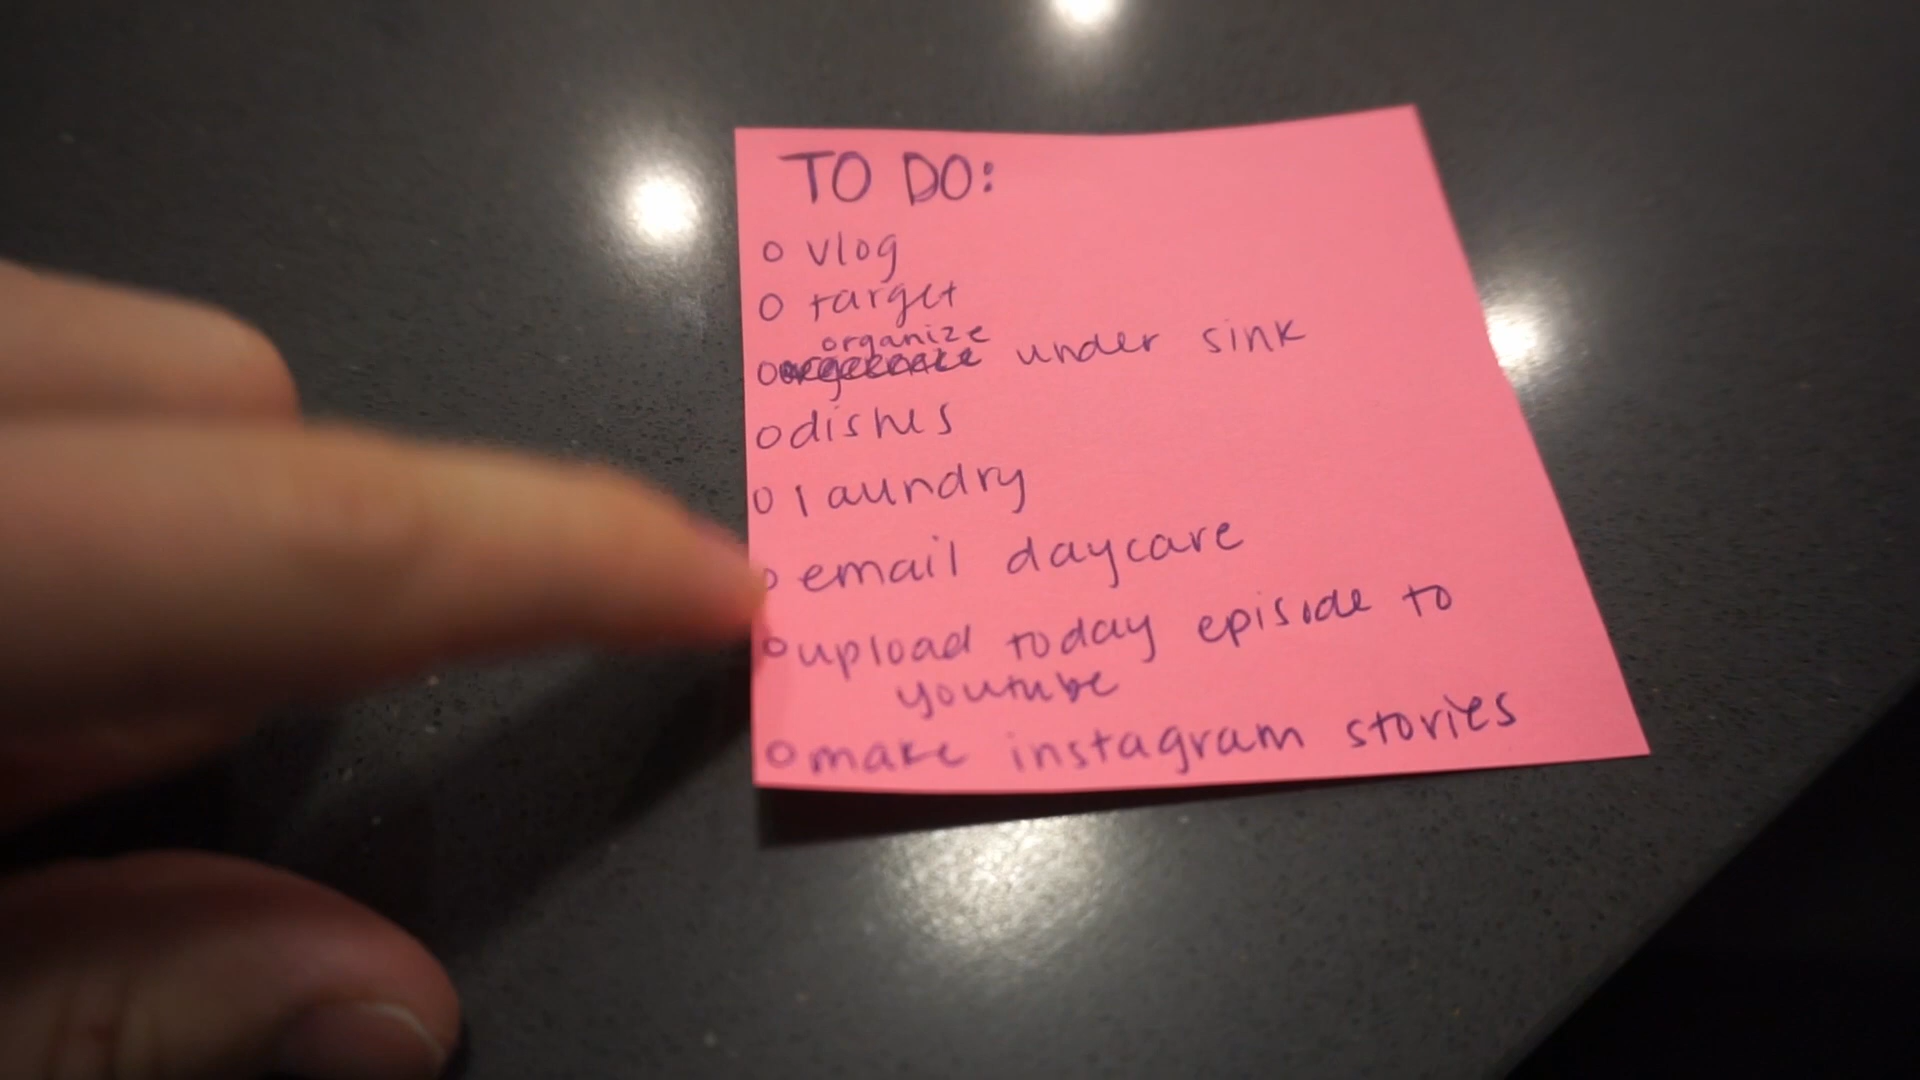 TO DO:
o vlog
o target
organize
o under sink
o dishes
o laundry
o email daycare
o upload today episode to
youtube
o make instagram stories